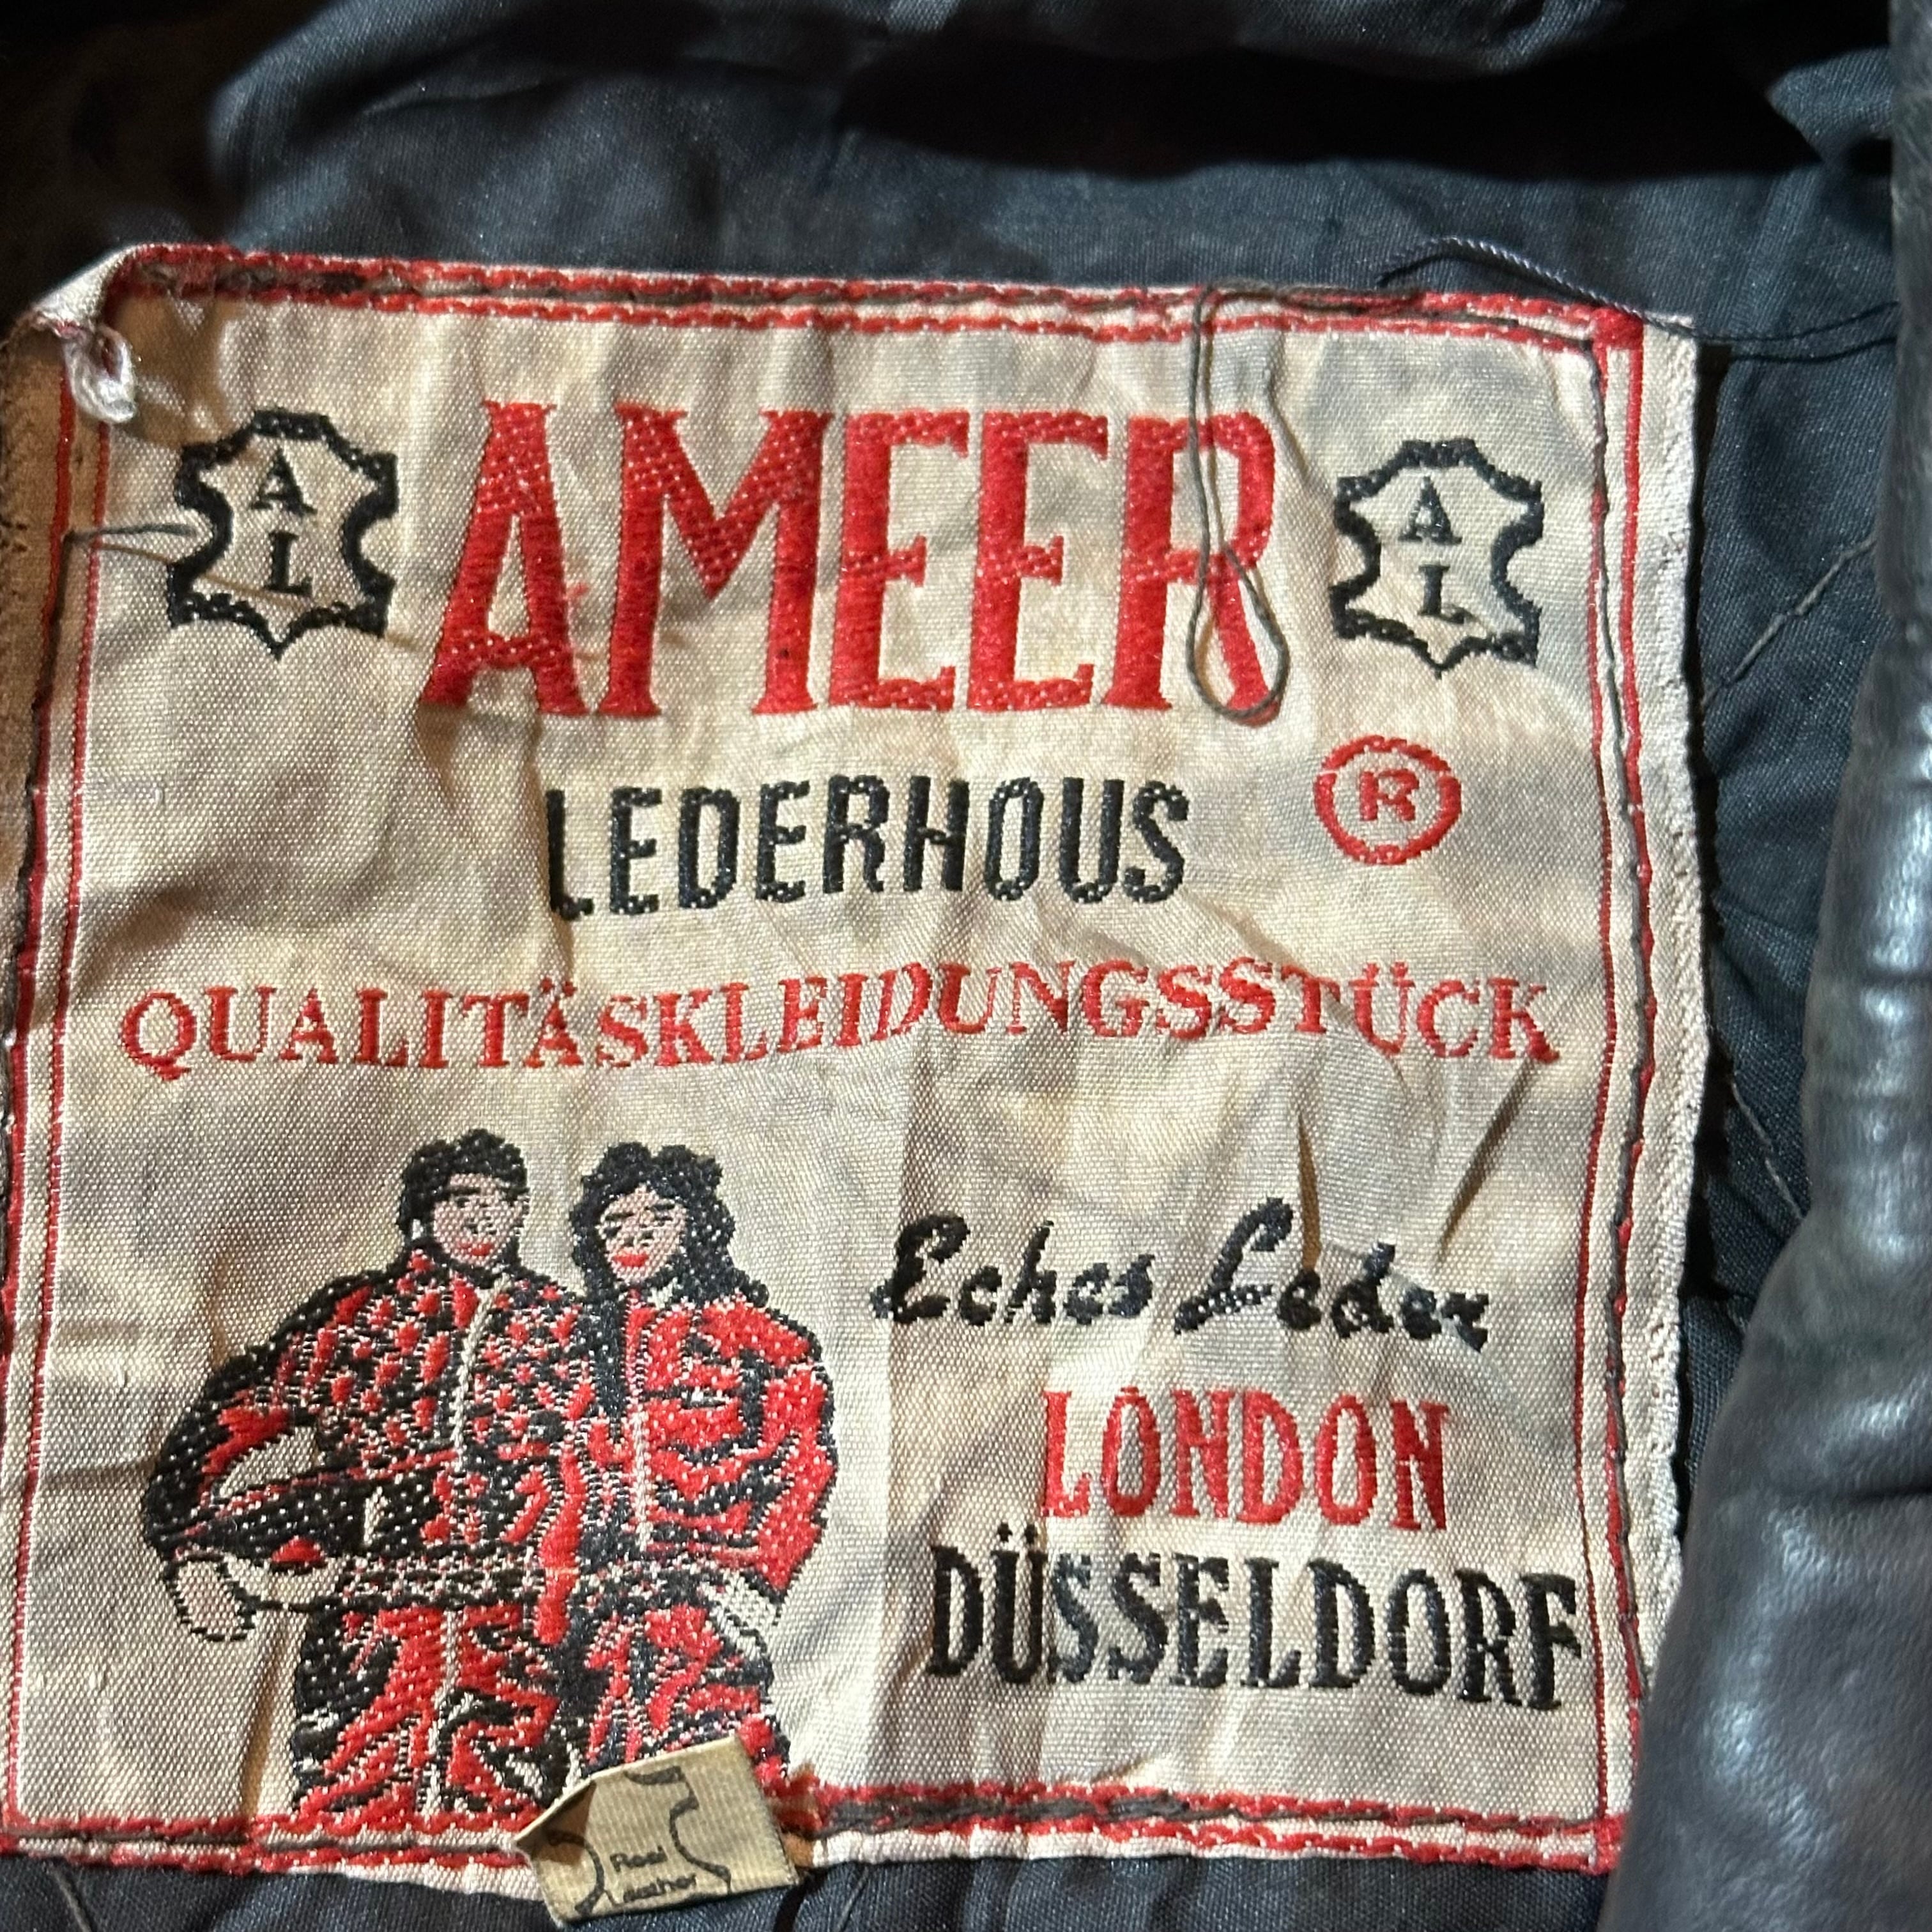 A
L
AMEER
A
L
LEDERHOUS
®
QUALITÄSKLEIDUNGSSTÜCK
Eches Leder
LONDON
DÜSSELDORF
Real
Leather